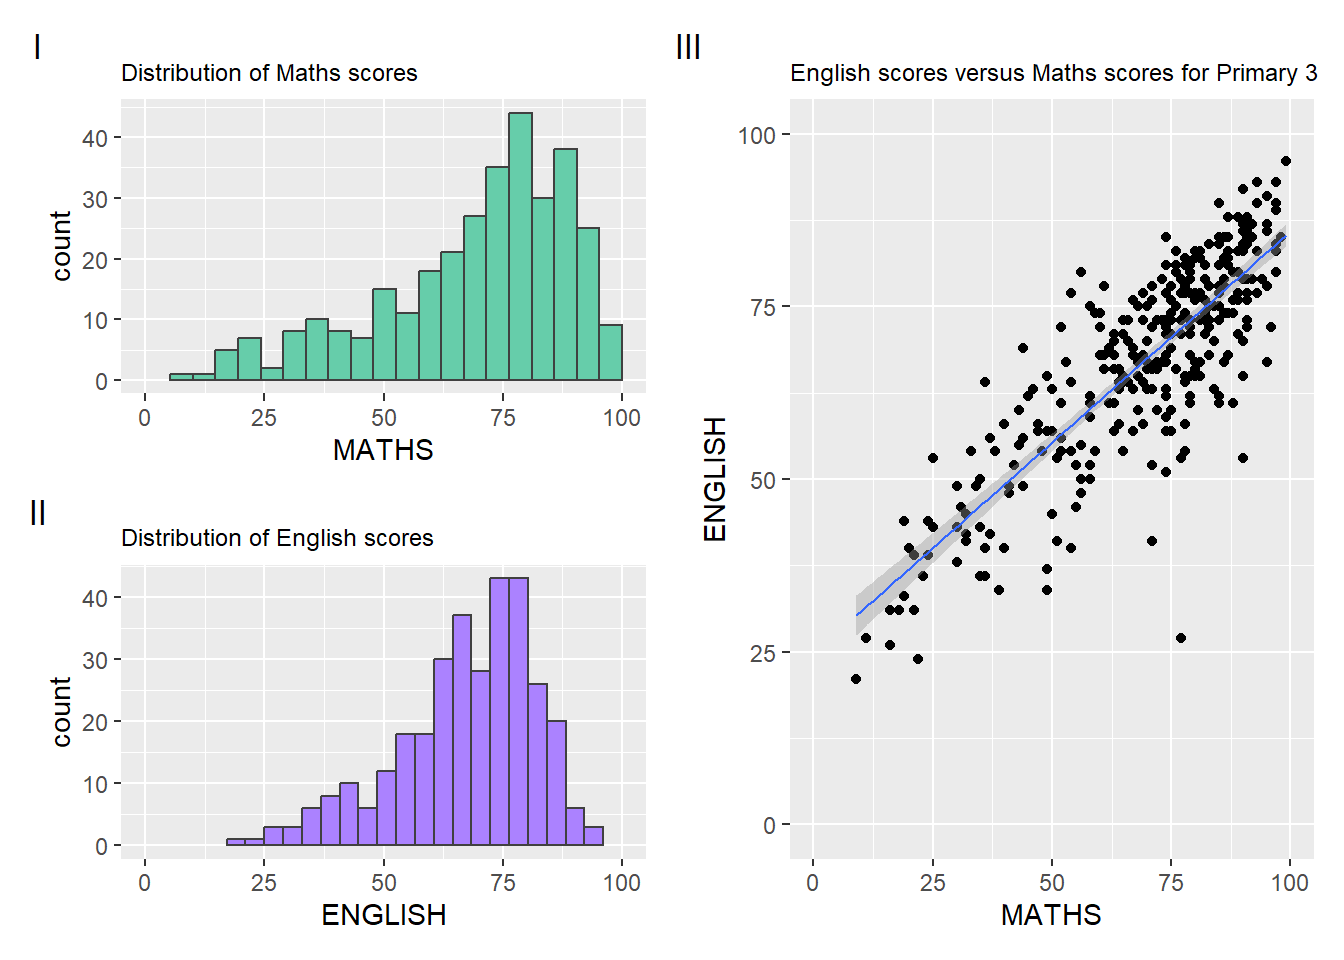 I
Distribution of Maths scores
40
30
20
10
0
count
0 25 50 75 100
MATHS
II
Distribution of English scores
40
30
20
10
0
count
0 25 50 75 100
ENGLISH
III
English scores versus Maths scores for Primary 3
100
75
50
25
0
ENGLISH
0 25 50 75 100
MATHS